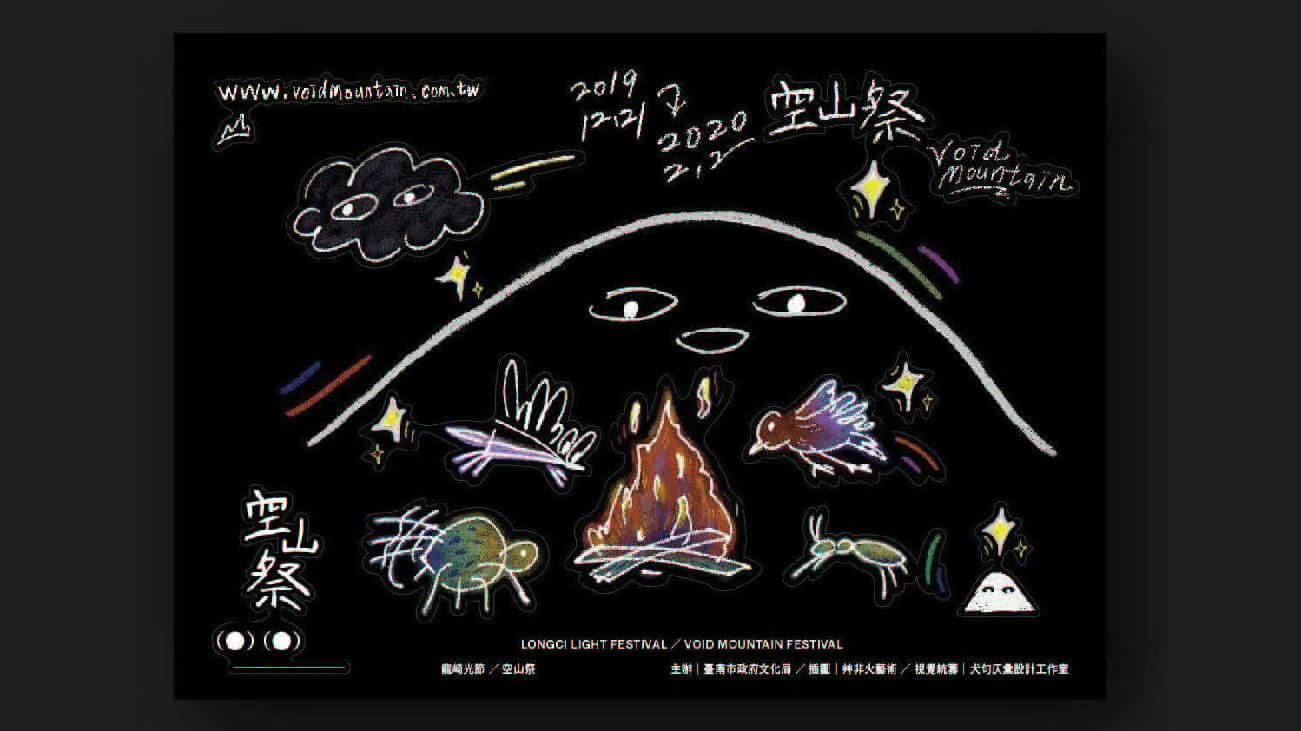 www.voidmountain.com.tw
2019
12.21
2020
2.2
空山祭
Void
Mountain
空山祭
LONGCI LIGHT FESTIVAL / VOID MOUNTAIN FESTIVAL
龍崎光節 / 空山祭
主辦｜臺南市政府文化局 / 插圖｜艸非火藝術 / 視覺統籌｜犬句仄彙設計工作室